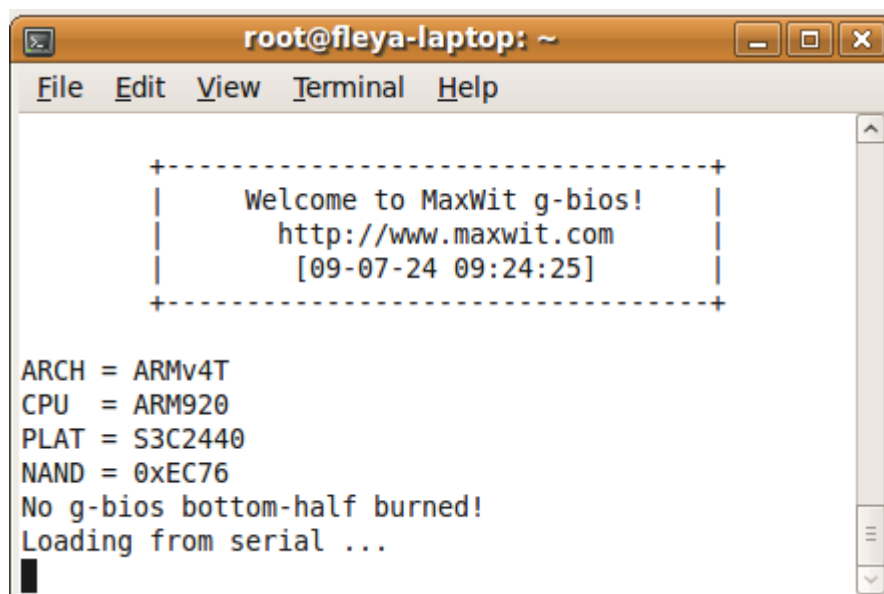 root@fleya-laptop: ~
File Edit View Terminal Help
+----------------------------------+
| Welcome to MaxWit g-bios! |
| http://www.maxwit.com |
| [09-07-24 09:24:25] |
+----------------------------------+
ARCH = ARMv4T
CPU  = ARM920
PLAT = S3C2440
NAND = 0xEC76
No g-bios bottom-half burned!
Loading from serial ...